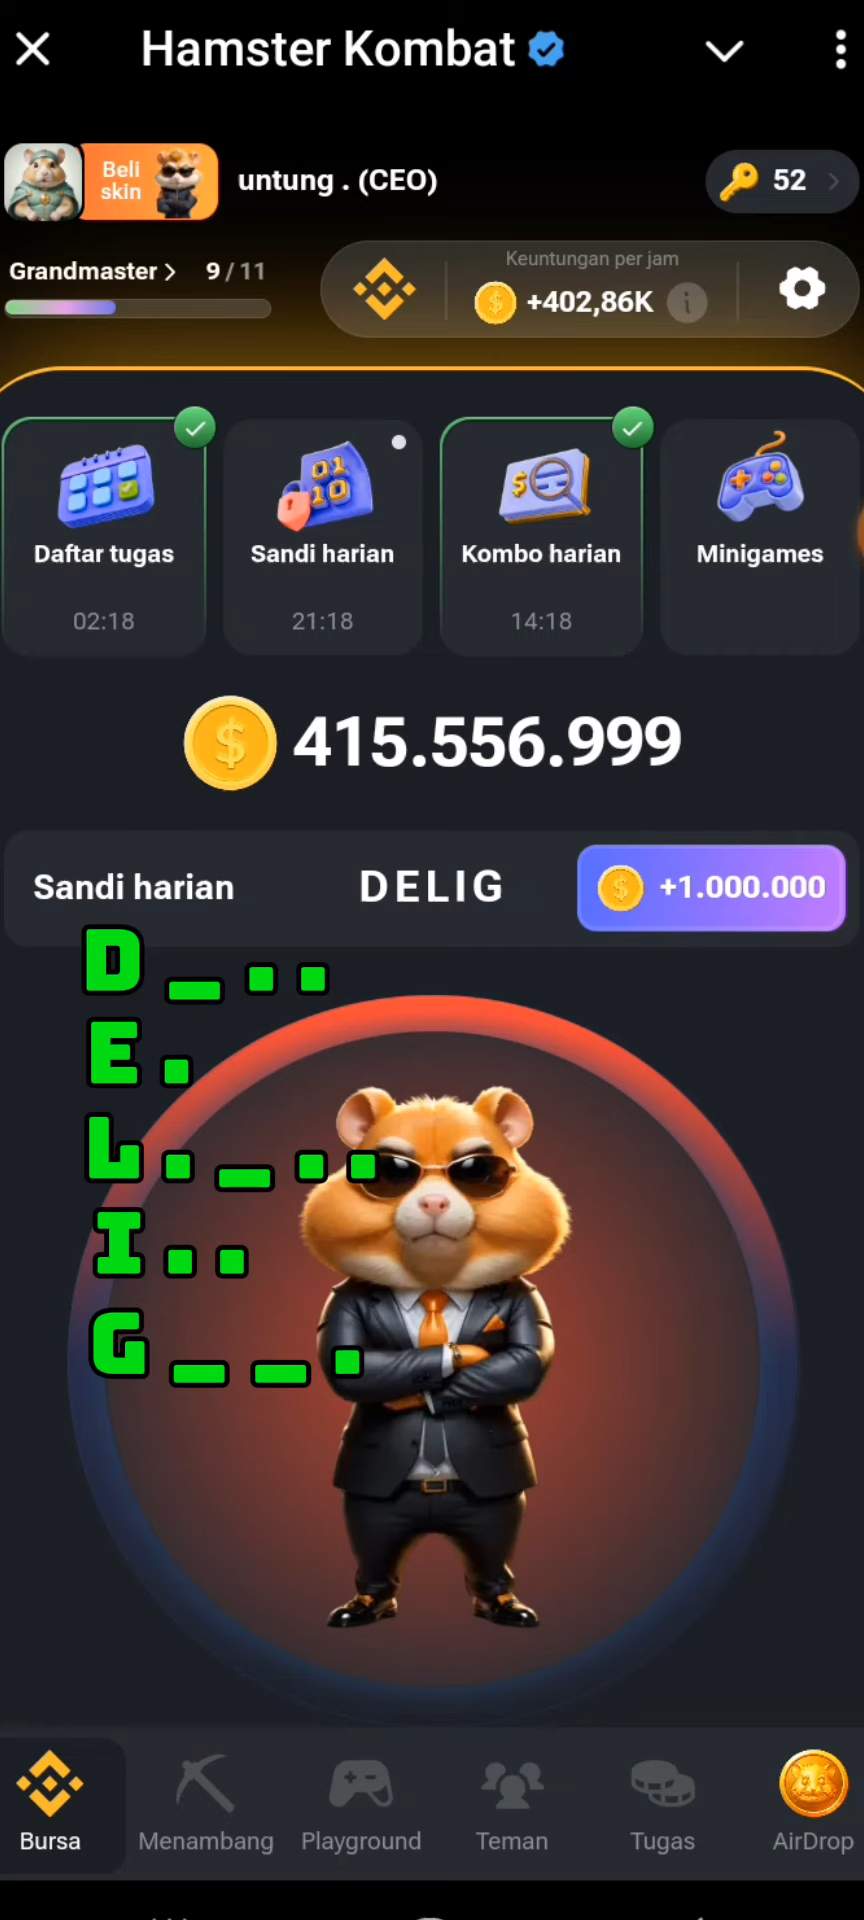 Hamster Kombat
Beli skin
untung . (CEO)
52
Grandmaster
9 / 11
Keuntungan per jam
+402,86K
Daftar tugas
02:18
Sandi harian
21:18
Kombo harian
14:18
Minigames
415.556.999
Sandi harian DELIG +1.000.000
D _ . .
E .
L . _ . .
I . .
G _ _ .
Bursa Menambang Playground Teman Tugas AirDrop